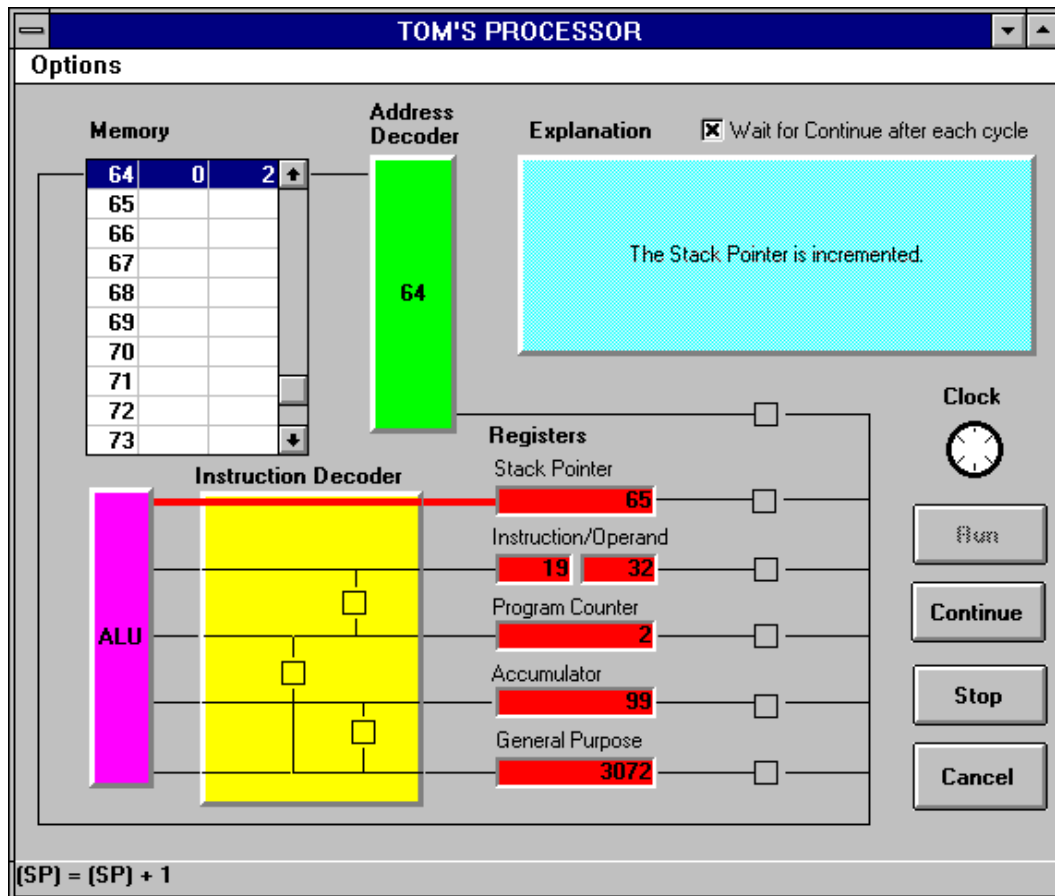 TOM'S PROCESSOR
Options
Memory
Address
Decoder
Explanation
Wait for Continue after each cycle
64 0 2
65
66
67
68
69
70
71
72
73
64
The Stack Pointer is incremented.
Clock
Registers
Instruction Decoder
Stack Pointer
65
Instruction/Operand
19 32
Program Counter
2
Accumulator
99
General Purpose
3072
ALU
Run
Continue
Stop
Cancel
(SP) = (SP) + 1